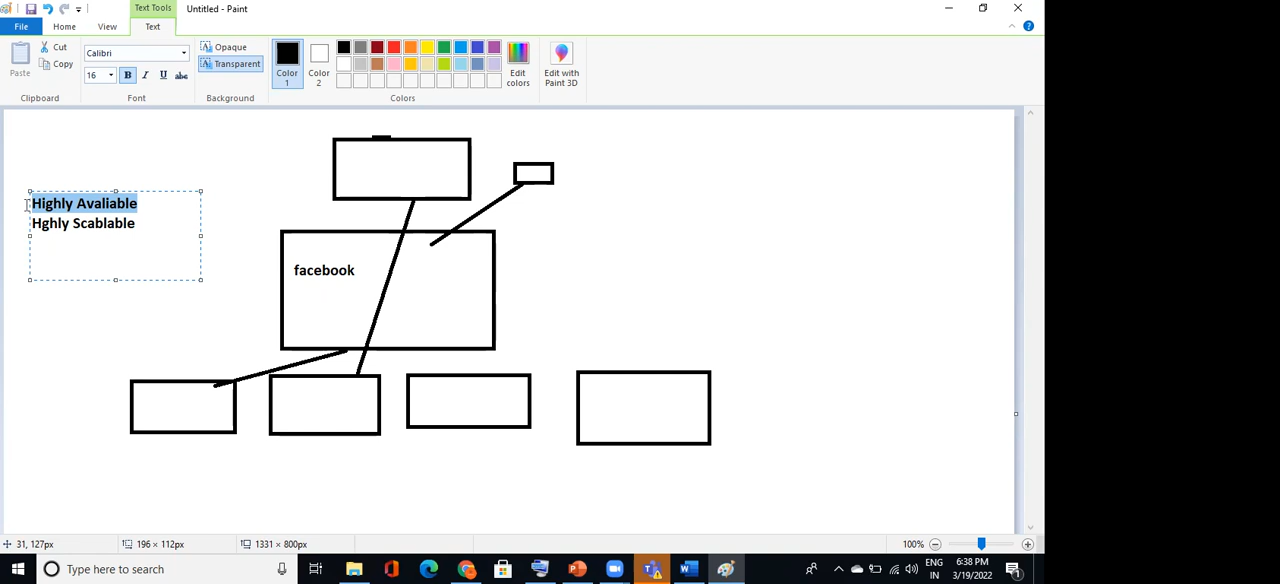 Text Tools
Untitled - Paint
File
Home
View
Text
Paste
Cut
Copy
Clipboard
Calibri
16
B
I
U
abc
Font
Opaque
Transparent
Background
Color
1
Color
2
Edit
colors
Edit with
Paint 3D
Colors
Highly Avaliable
Hghly Scablable
facebook
31, 127px
196 × 112px
1331 × 800px
100%
Type here to search
ENG
IN
6:38 PM
3/19/2022
1